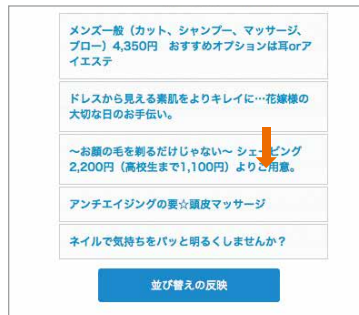 メンズ一般（カット、シャンプー、マッサージ、
ブロー）4,350円　おすすめオプションは耳orア
イエステ
ドレスから見える素肌をよりキレイに…花嫁様の
大切な日のお手伝い。
～お顔の毛を剃るだけじゃない～ シェービング
2,200円（高校生まで1,100円）よりご用意。
アンチエイジングの要☆頭皮マッサージ
ネイルで気持ちをパッと明るくしませんか？
並び替えの反映